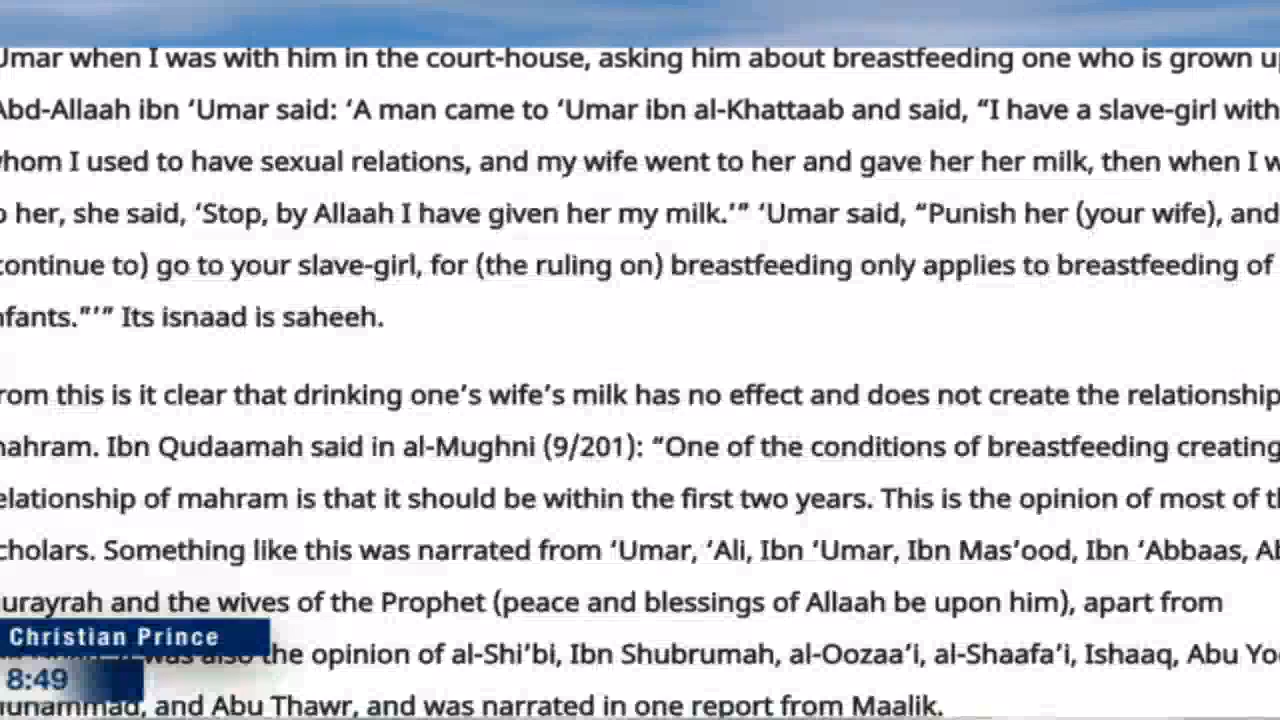 Umar when I was with him in the court-house, asking him about breastfeeding one who is grown u
Abd-Allaah ibn ‘Umar said: ‘A man came to ‘Umar ibn al-Khattaab and said, “I have a slave-girl with
whom I used to have sexual relations, and my wife went to her and gave her her milk, then when I w
o her, she said, ‘Stop, by Allaah I have given her my milk.’” ‘Umar said, “Punish her (your wife), and
continue to) go to your slave-girl, for (the ruling on) breastfeeding only applies to breastfeeding of
nfants.”’” Its isnaad is saheeh.
rom this is it clear that drinking one’s wife’s milk has no effect and does not create the relationship
mahram. Ibn Qudaamah said in al-Mughni (9/201): “One of the conditions of breastfeeding creating
elationship of mahram is that it should be within the first two years. This is the opinion of most of th
cholars. Something like this was narrated from ‘Umar, ‘Ali, Ibn ‘Umar, Ibn Mas’ood, Ibn ‘Abbaas, Ab
urayrah and the wives of the Prophet (peace and blessings of Allaah be upon him), apart from
Christian Prince
was also the opinion of al-Shi’bi, Ibn Shubrumah, al-Oozaa’i, al-Shaafa’i, Ishaaq, Abu Yo
8:49
muhammad, and Abu Thawr, and was narrated in one report from Maalik.